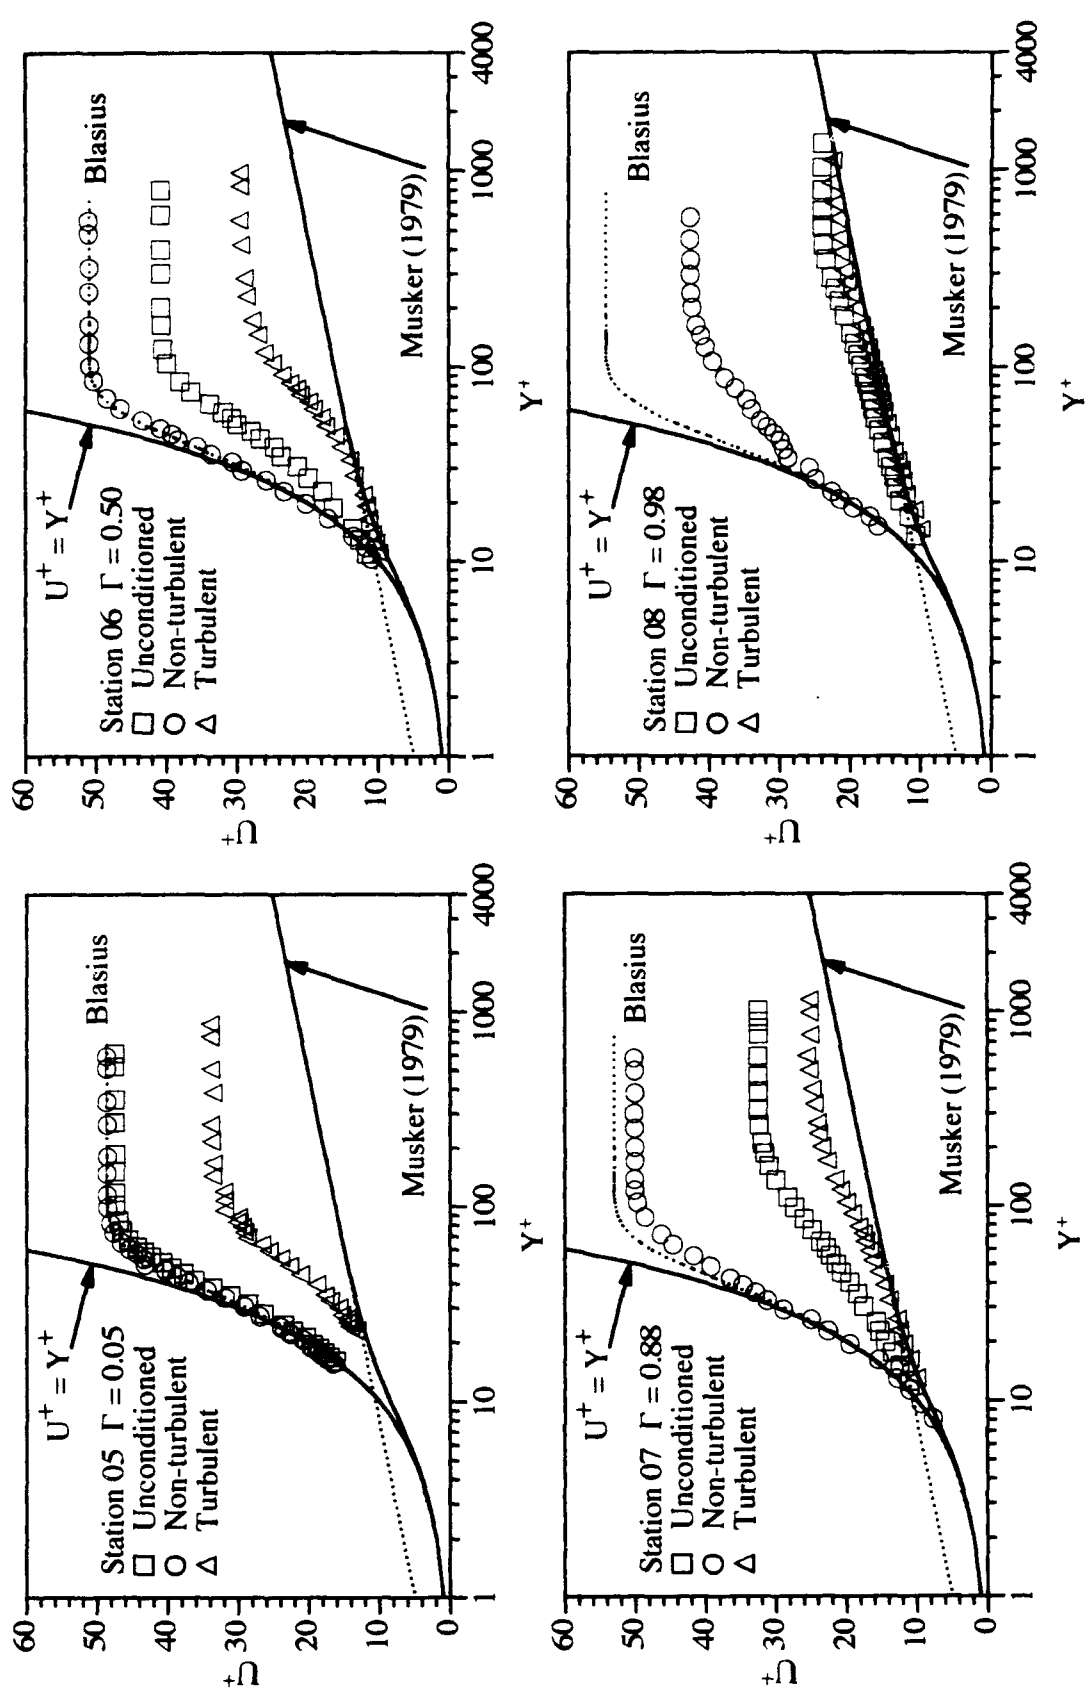 60
50
40
30
20
10
0
U⁺
U⁺ = Y⁺
Station 05 Γ = 0.05
□ Unconditioned
○ Non-turbulent
△ Turbulent
Blasius
Musker (1979)
1
10
100
1000
4000
Y⁺
60
50
40
30
20
10
0
U⁺
U⁺ = Y⁺
Station 06 Γ = 0.50
□ Unconditioned
○ Non-turbulent
△ Turbulent
Blasius
Musker (1979)
1
10
100
1000
4000
Y⁺
60
50
40
30
20
10
0
U⁺
U⁺ = Y⁺
Station 07 Γ = 0.88
□ Unconditioned
○ Non-turbulent
△ Turbulent
Blasius
Musker (1979)
1
10
100
1000
4000
Y⁺
60
50
40
30
20
10
0
U⁺
U⁺ = Y⁺
Station 08 Γ = 0.98
□ Unconditioned
○ Non-turbulent
△ Turbulent
Blasius
Musker (1979)
1
10
100
1000
4000
Y⁺